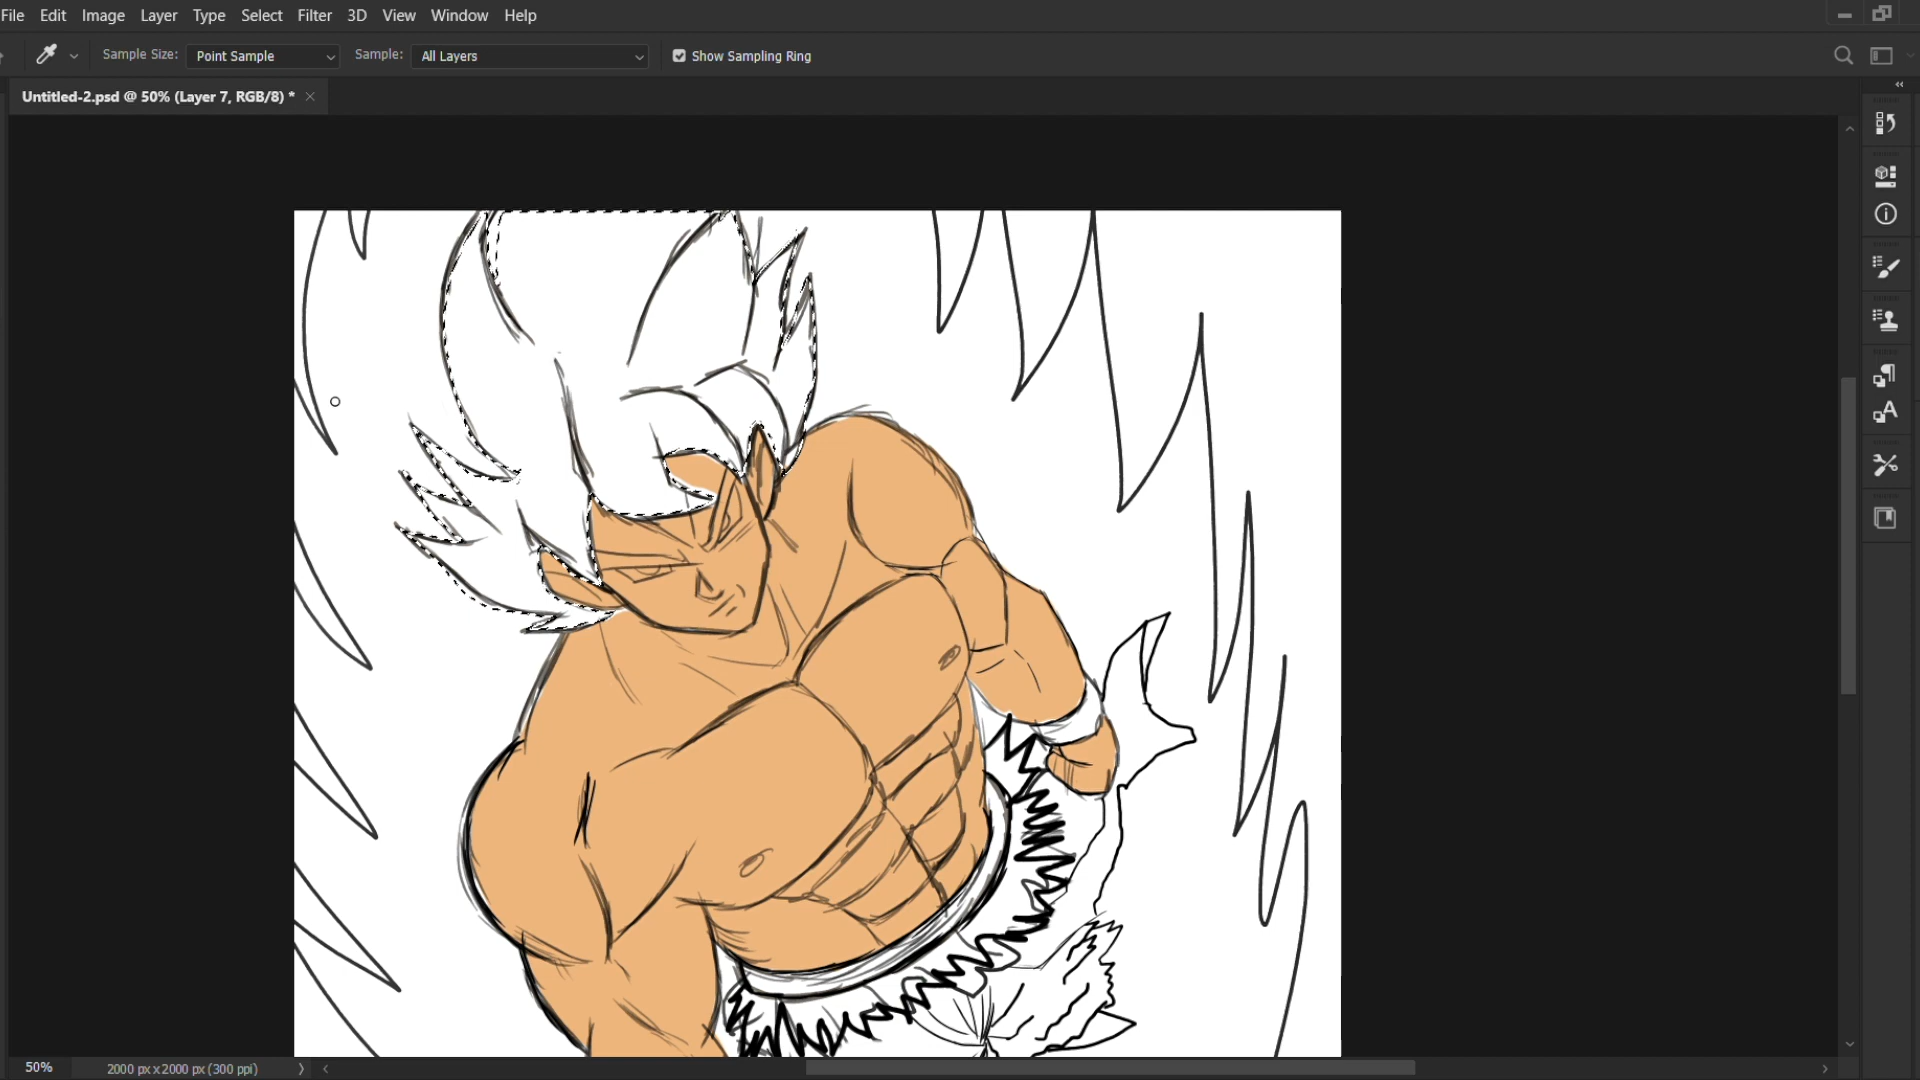 File Edit Image Layer Type Select Filter 3D View Window Help
Sample Size: Point Sample Sample: All Layers Show Sampling Ring
Untitled-2.psd @ 50% (Layer 7, RGB/8) *
50% 2000 px x 2000 px (300 ppi)